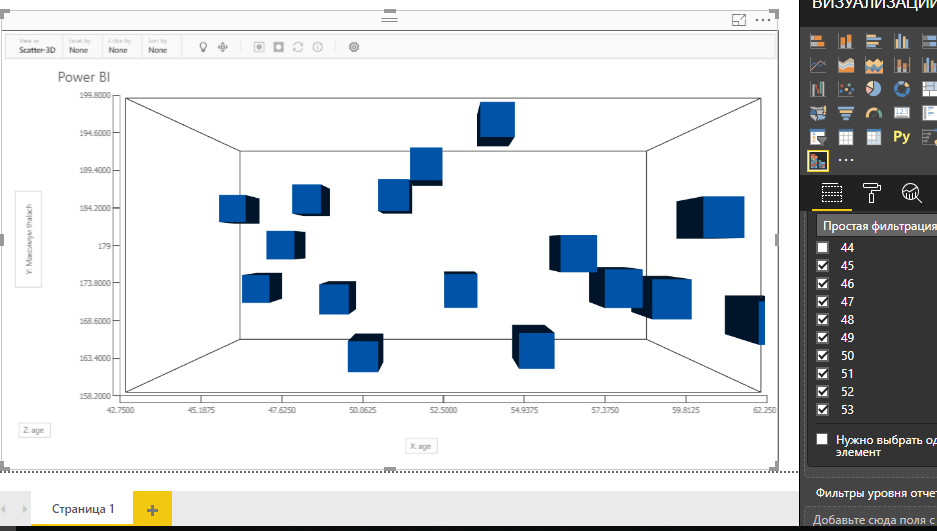 ВИЗУАЛИЗАЦИИ
View as Facet by Color by Sort by
Scatter-3D None None None
Power BI
199.8000
194.6000
189.4000
184.2000
179
173.8000
168.6000
163.4000
158.2000
Y: Максимум thalach
42.7500 45.1875 47.6250 50.0625 52.5000 54.9375 57.3750 59.8125 62.250
Z: age
X: age
Py
Простая фильтрация
44
45
46
47
48
49
50
51
52
53
Нужно выбрать од
элемент
Фильтры уровня отчет
Добавьте сюда поля с
Страница 1